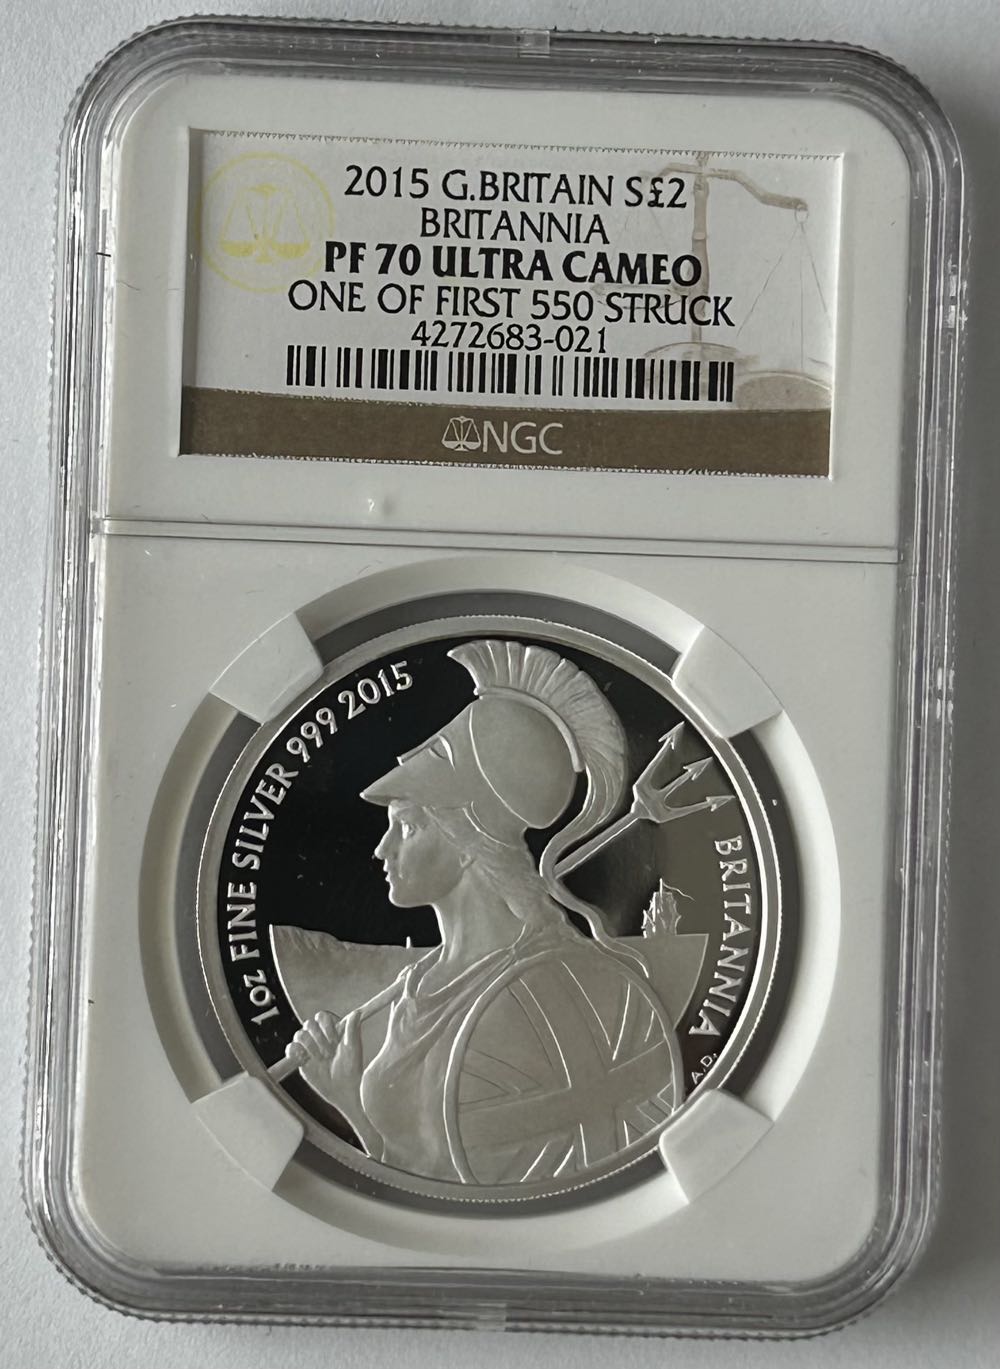 2015 G.BRITAIN S£2
BRITANNIA
PF 70 ULTRA CAMEO
ONE OF FIRST 550 STRUCK
4272683-021
NGC
1OZ FINE SILVER 999 2015
BRITANNIA
A.D.